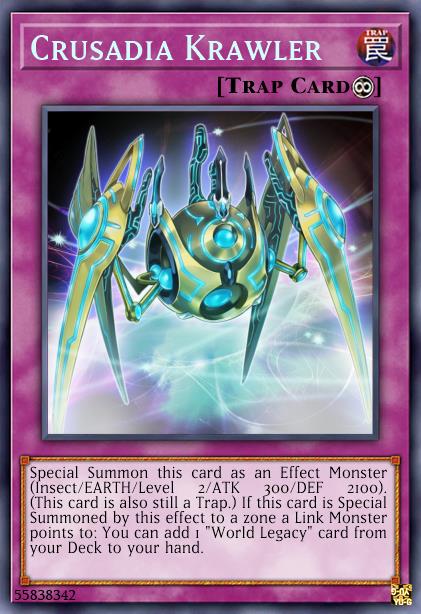 CRUSADIA KRAWLER
TRAP
罠
[TRAP CARD]
Special Summon this card as an Effect Monster
(Insect/EARTH/Level 2/ATK 300/DEF 2100).
(This card is also still a Trap.) If this card is Special
Summoned by this effect to a zone a Link Monster
points to: You can add 1 "World Legacy" card from
your Deck to your hand.
55838342